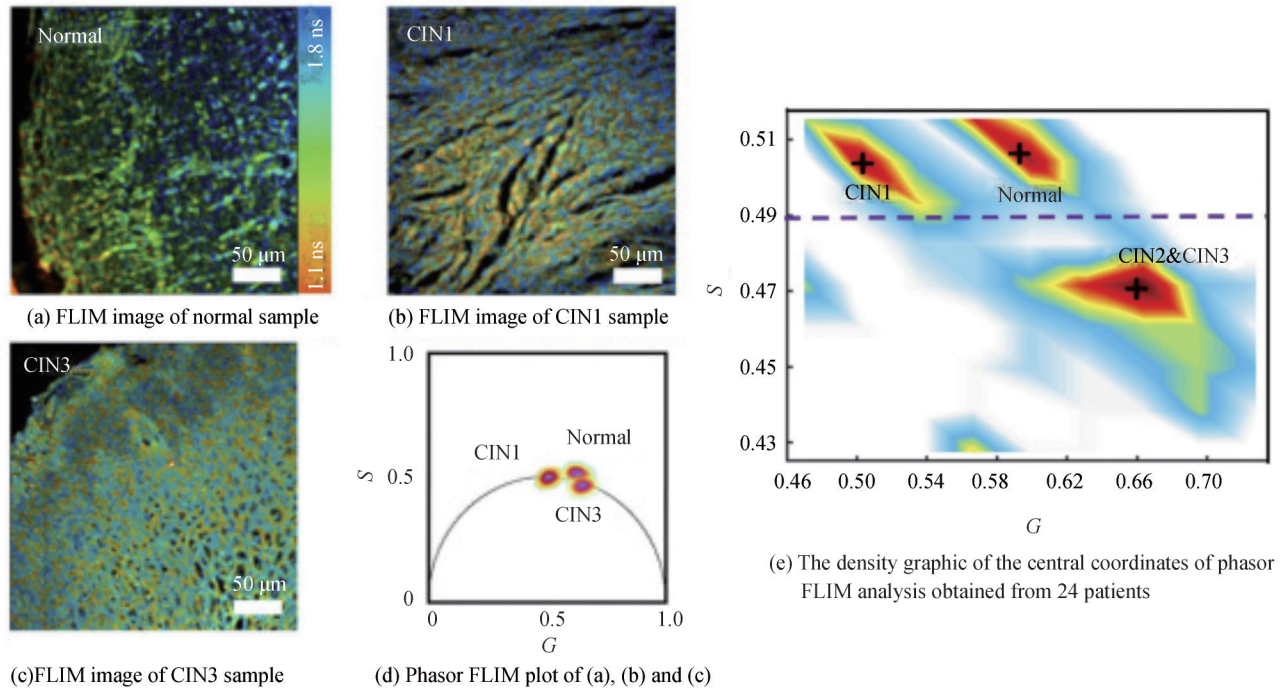 Normal
1.8 ns
1.1 ns
50 μm
(a) FLIM image of normal sample
CIN1
50 μm
(b) FLIM image of CIN1 sample
CIN3
50 μm
(c)FLIM image of CIN3 sample
1.0
S
0.5
0
CIN1
Normal
CIN3
0.5
1.0
G
(d) Phasor FLIM plot of (a), (b) and (c)
0.51
0.49
S
0.47
0.45
0.43
CIN1
Normal
CIN2&CIN3
0.46 0.50 0.54 0.58 0.62 0.66 0.70
G
(e) The density graphic of the central coordinates of phasor
FLIM analysis obtained from 24 patients